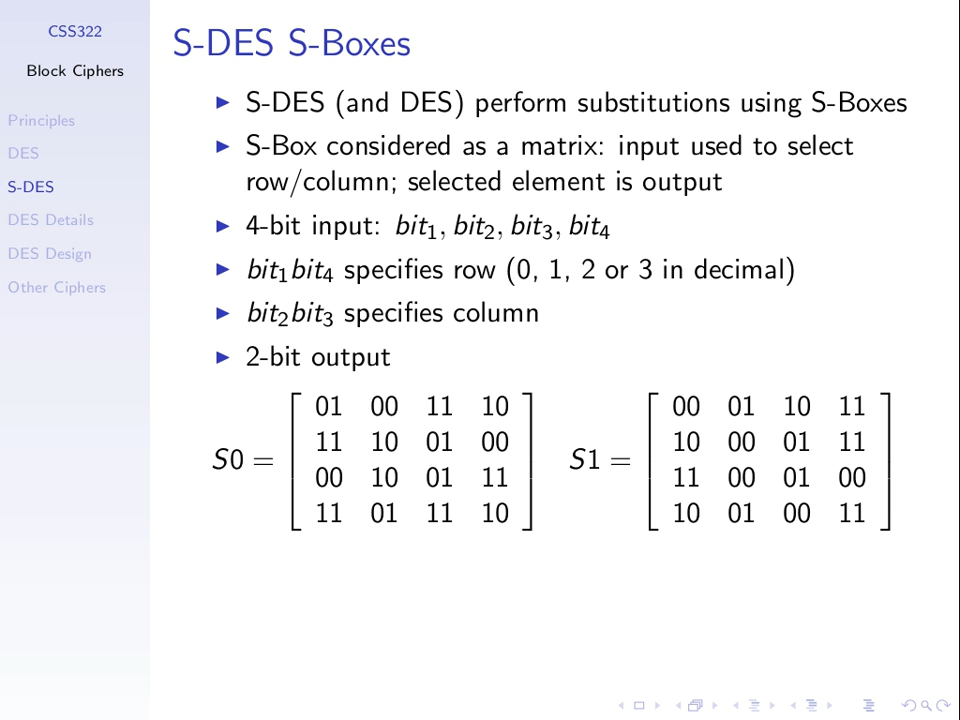 CSS322
Block Ciphers
Principles
DES
S-DES
DES Details
DES Design
Other Ciphers
S-DES S-Boxes
S-DES (and DES) perform substitutions using S-Boxes
S-Box considered as a matrix: input used to select
row/column; selected element is output
4-bit input: bit₁, bit₂, bit₃, bit₄
bit₁bit₄ specifies row (0, 1, 2 or 3 in decimal)
bit₂bit₃ specifies column
2-bit output
S0 =
01 00 11 10
11 10 01 00
00 10 01 11
11 01 11 10
S1 =
00 01 10 11
10 00 01 11
11 00 01 00
10 01 00 11